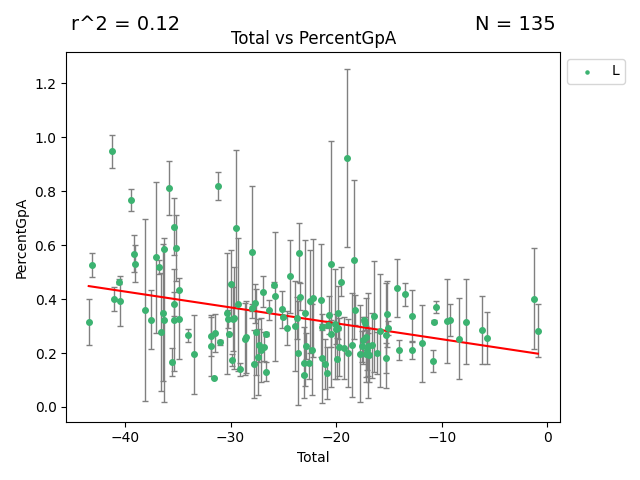 r^2 = 0.12
N = 135
Total vs PercentGpA
L
PercentGpA
1.2
1.0
0.8
0.6
0.4
0.2
0.0
−40
−30
−20
−10
0
Total